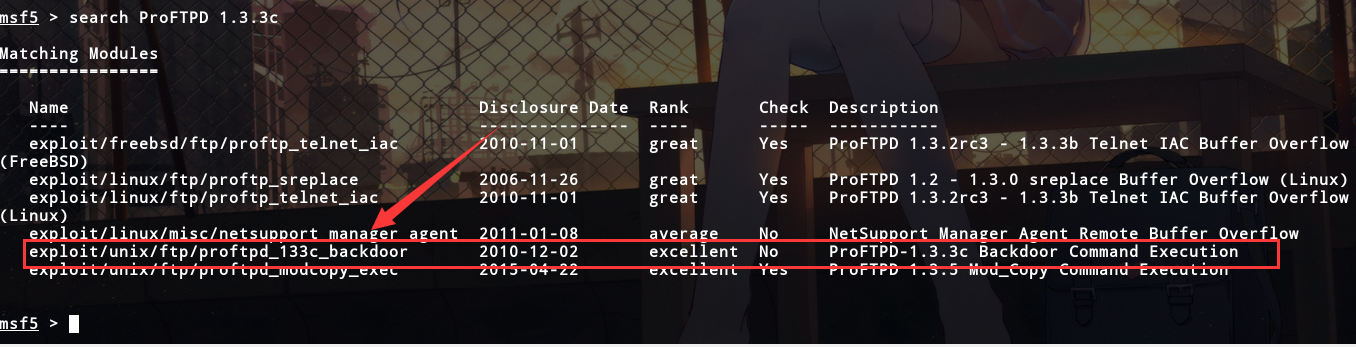 msf5 > search ProFTPD 1.3.3c
Matching Modules
================
Name Disclosure Date Rank Check Description
---- --------------- ---- ----- -----------
exploit/freebsd/ftp/proftp_telnet_iac 2010-11-01 great Yes ProFTPD 1.3.2rc3 - 1.3.3b Telnet IAC Buffer Overflow
(FreeBSD)
exploit/linux/ftp/proftp_sreplace 2006-11-26 great Yes ProFTPD 1.2 - 1.3.0 sreplace Buffer Overflow (Linux)
exploit/linux/ftp/proftp_telnet_iac 2010-11-01 great Yes ProFTPD 1.3.2rc3 - 1.3.3b Telnet IAC Buffer Overflow
(Linux)
exploit/linux/misc/netsupport_manager_agent 2011-01-08 average No NetSupport Manager Agent Remote Buffer Overflow
exploit/unix/ftp/proftpd_133c_backdoor 2010-12-02 excellent No ProFTPD-1.3.3c Backdoor Command Execution
exploit/unix/ftp/proftpd_modcopy_exec 2015-04-22 excellent Yes ProFTPD 1.3.5 Mod_Copy Command Execution
msf5 >